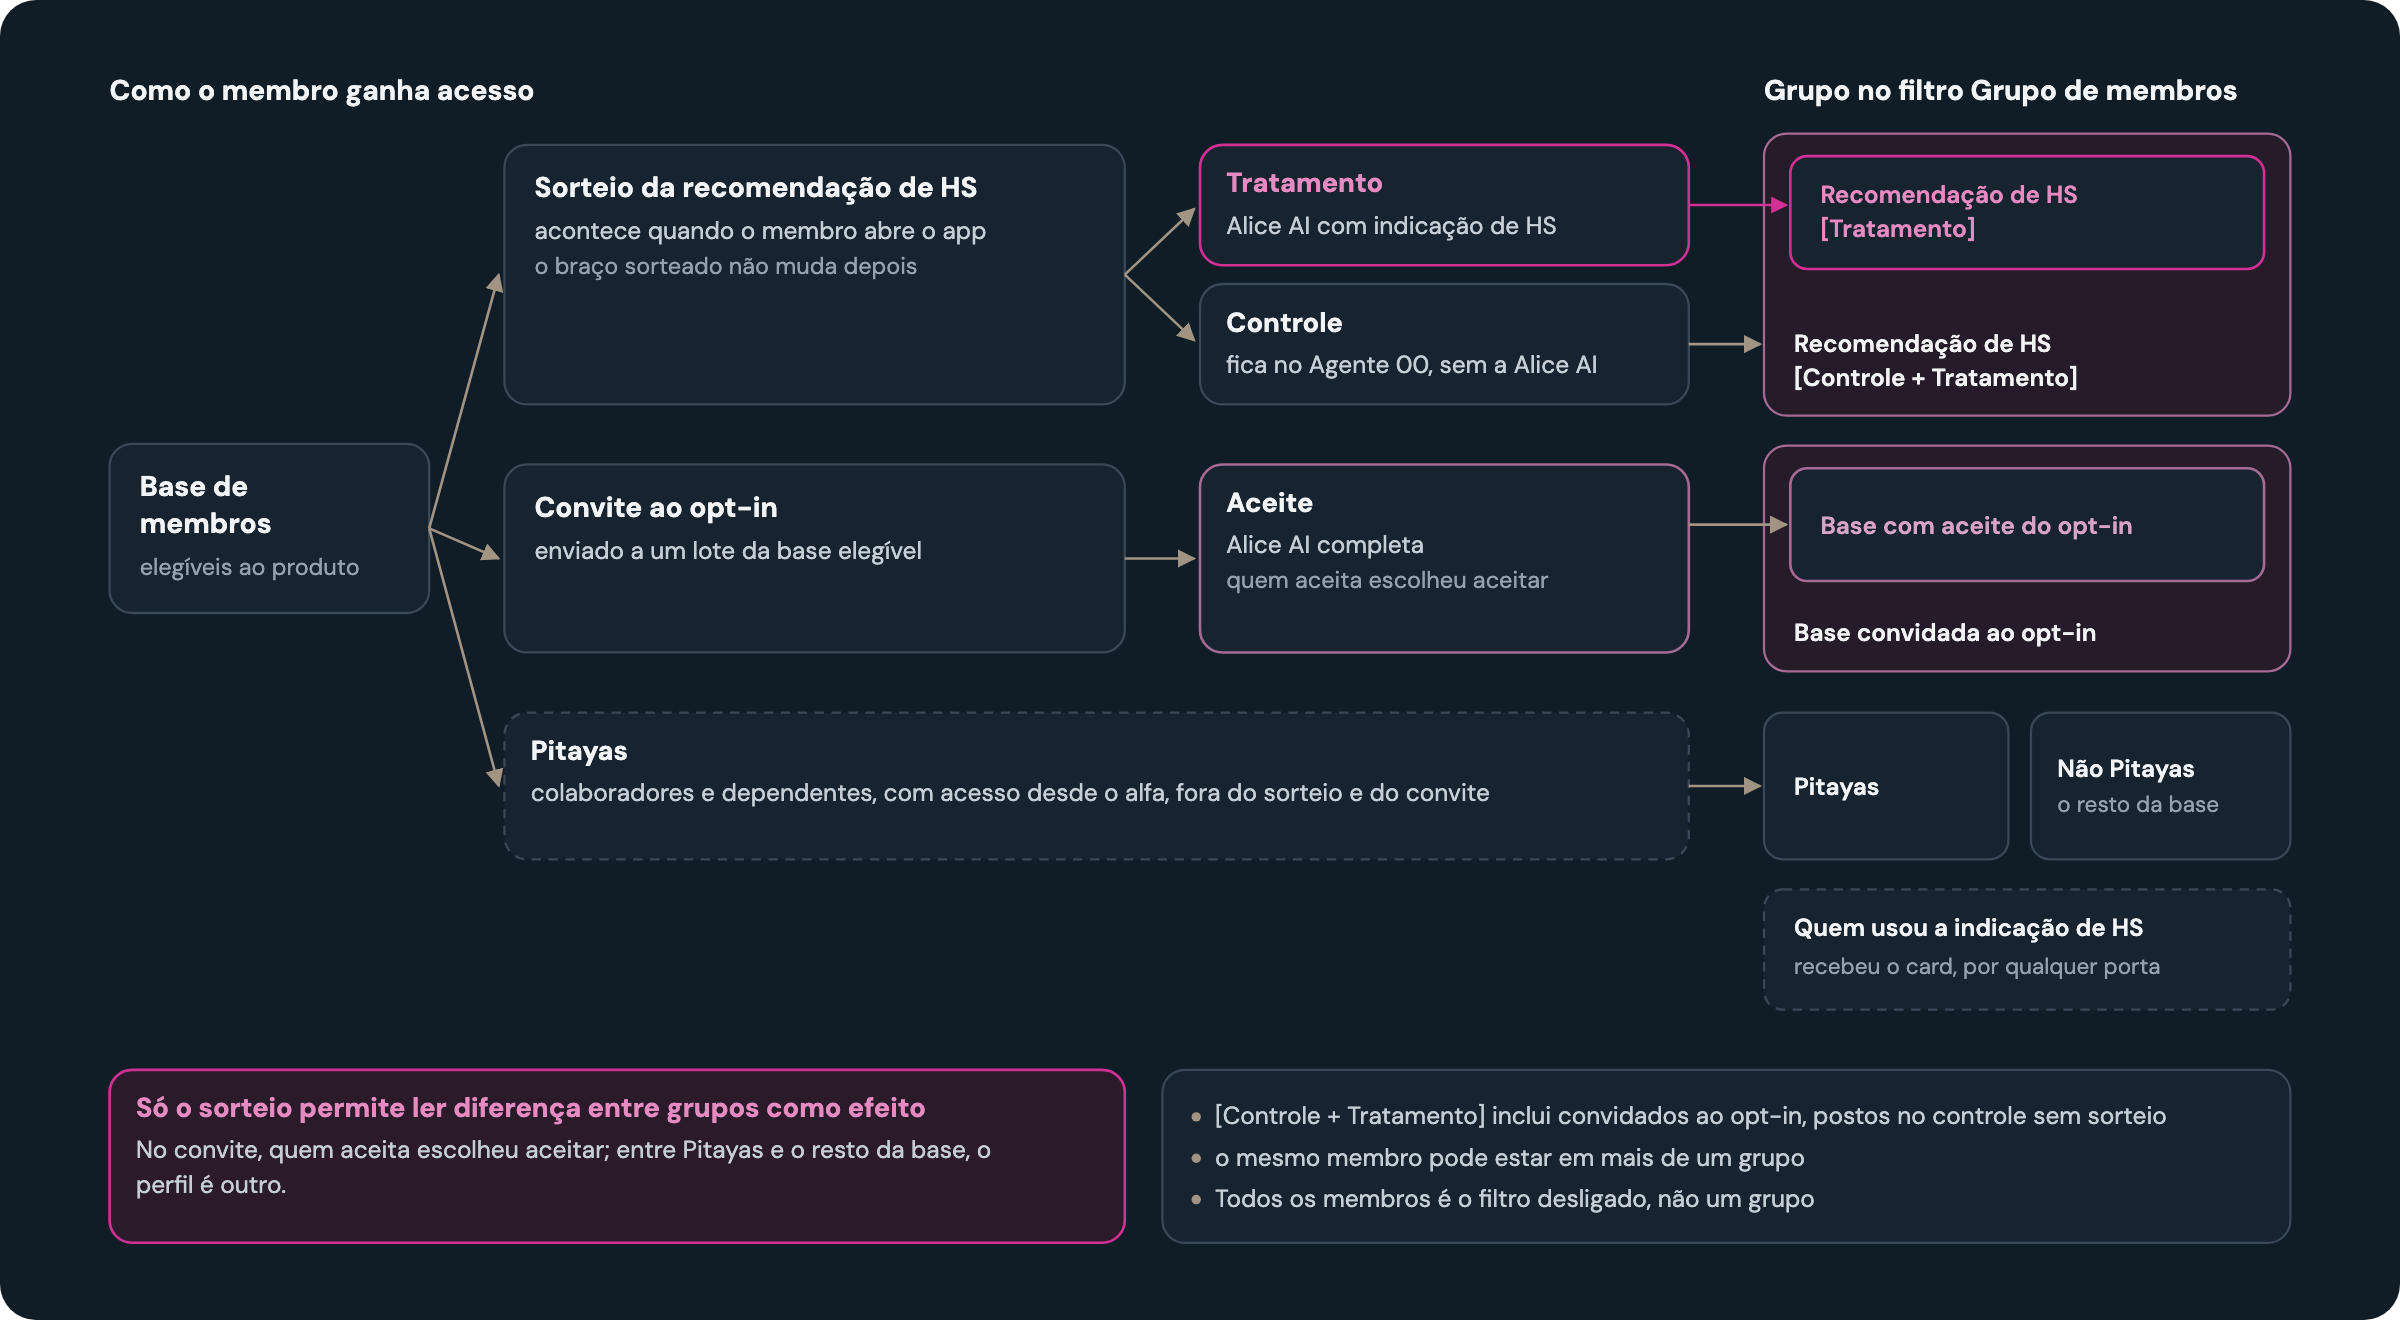 Como o membro ganha acesso
Grupo no filtro Grupo de membros
Sorteio da recomendação de HS
acontece quando o membro abre o app
o braço sorteado não muda depois
Tratamento
Alice AI com indicação de HS
Recomendação de HS
[Tratamento]
Controle
fica no Agente 00, sem a Alice AI
Recomendação de HS
[Controle + Tratamento]
Base de
membros
elegíveis ao produto
Convite ao opt-in
enviado a um lote da base elegível
Aceite
Alice AI completa
quem aceita escolheu aceitar
Base com aceite do opt-in
Base convidada ao opt-in
Pitayas
colaboradores e dependentes, com acesso desde o alfa, fora do sorteio e do convite
Pitayas
Não Pitayas
o resto da base
Quem usou a indicação de HS
recebeu o card, por qualquer porta
Só o sorteio permite ler diferença entre grupos como efeito
No convite, quem aceita escolheu aceitar; entre Pitayas e o resto da base, o
perfil é outro.
• [Controle + Tratamento] inclui convidados ao opt-in, postos no controle sem sorteio
• o mesmo membro pode estar em mais de um grupo
• Todos os membros é o filtro desligado, não um grupo